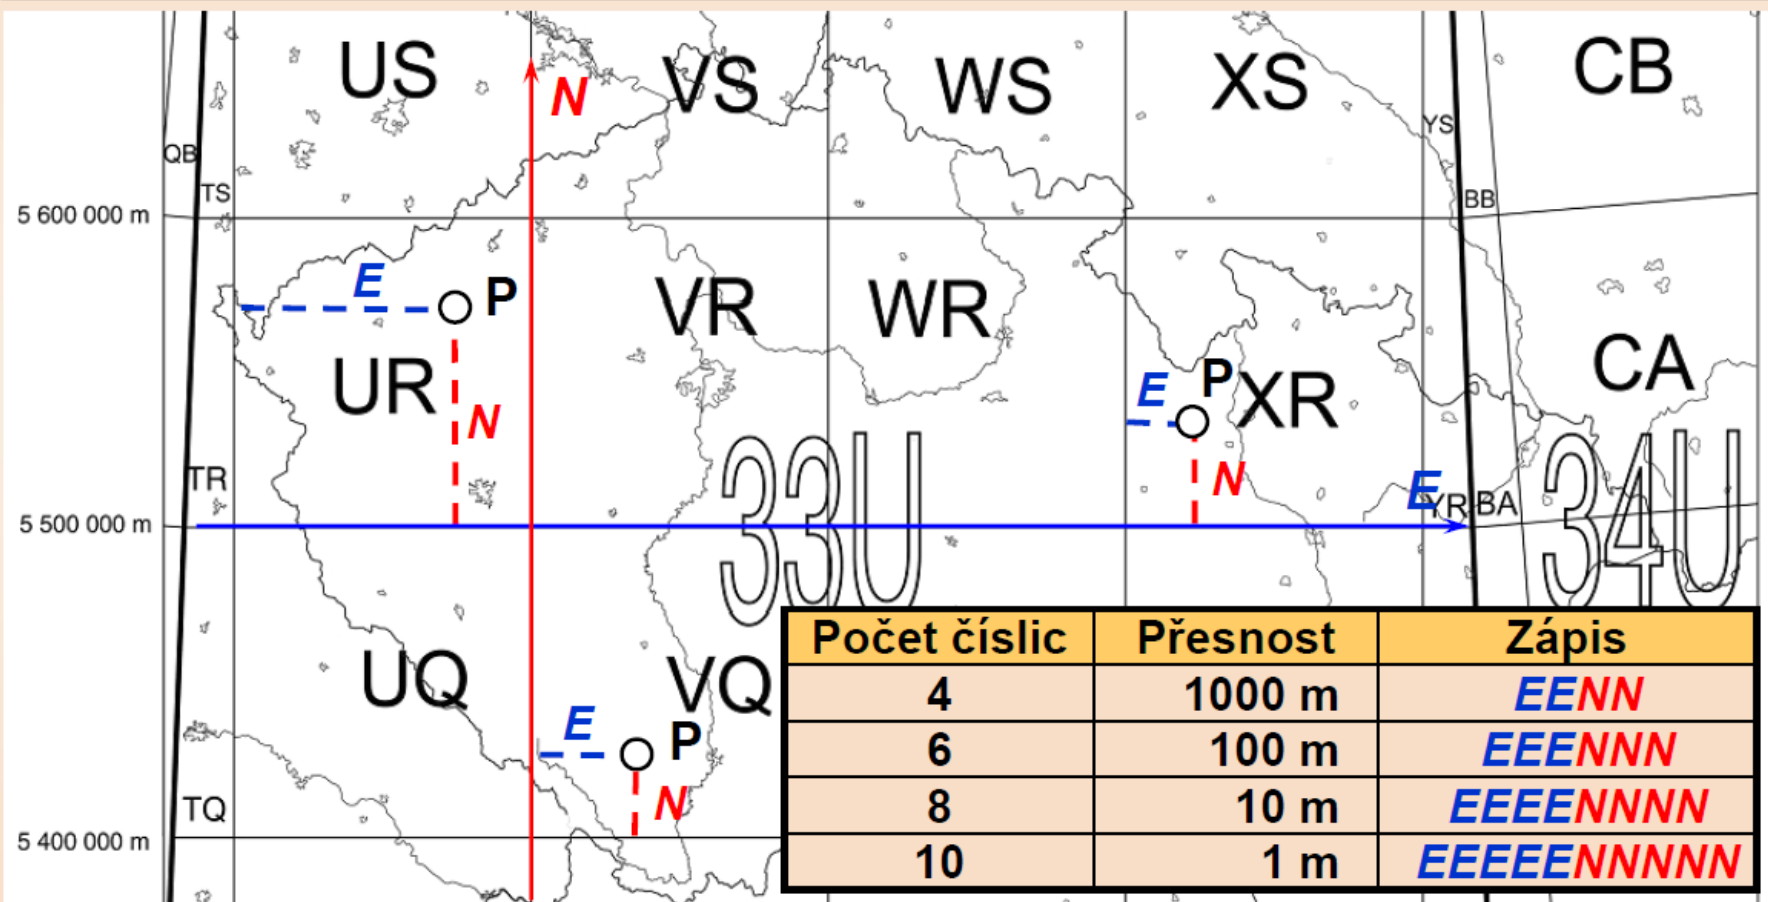 US
VS
WS
XS
CB
N
QB
YS
TS
BB
5 600 000 m
E
P
VR
WR
CA
UR
N
E
P
XR
N
TR
E
YR
BA
5 500 000 m
33U
34U
UQ
VQ
E
P
N
TQ
5 400 000 m
Počet číslic Přesnost Zápis
4 1000 m EENN
6 100 m EEENNN
8 10 m EEEENNNN
10 1 m EEEEENNNNN